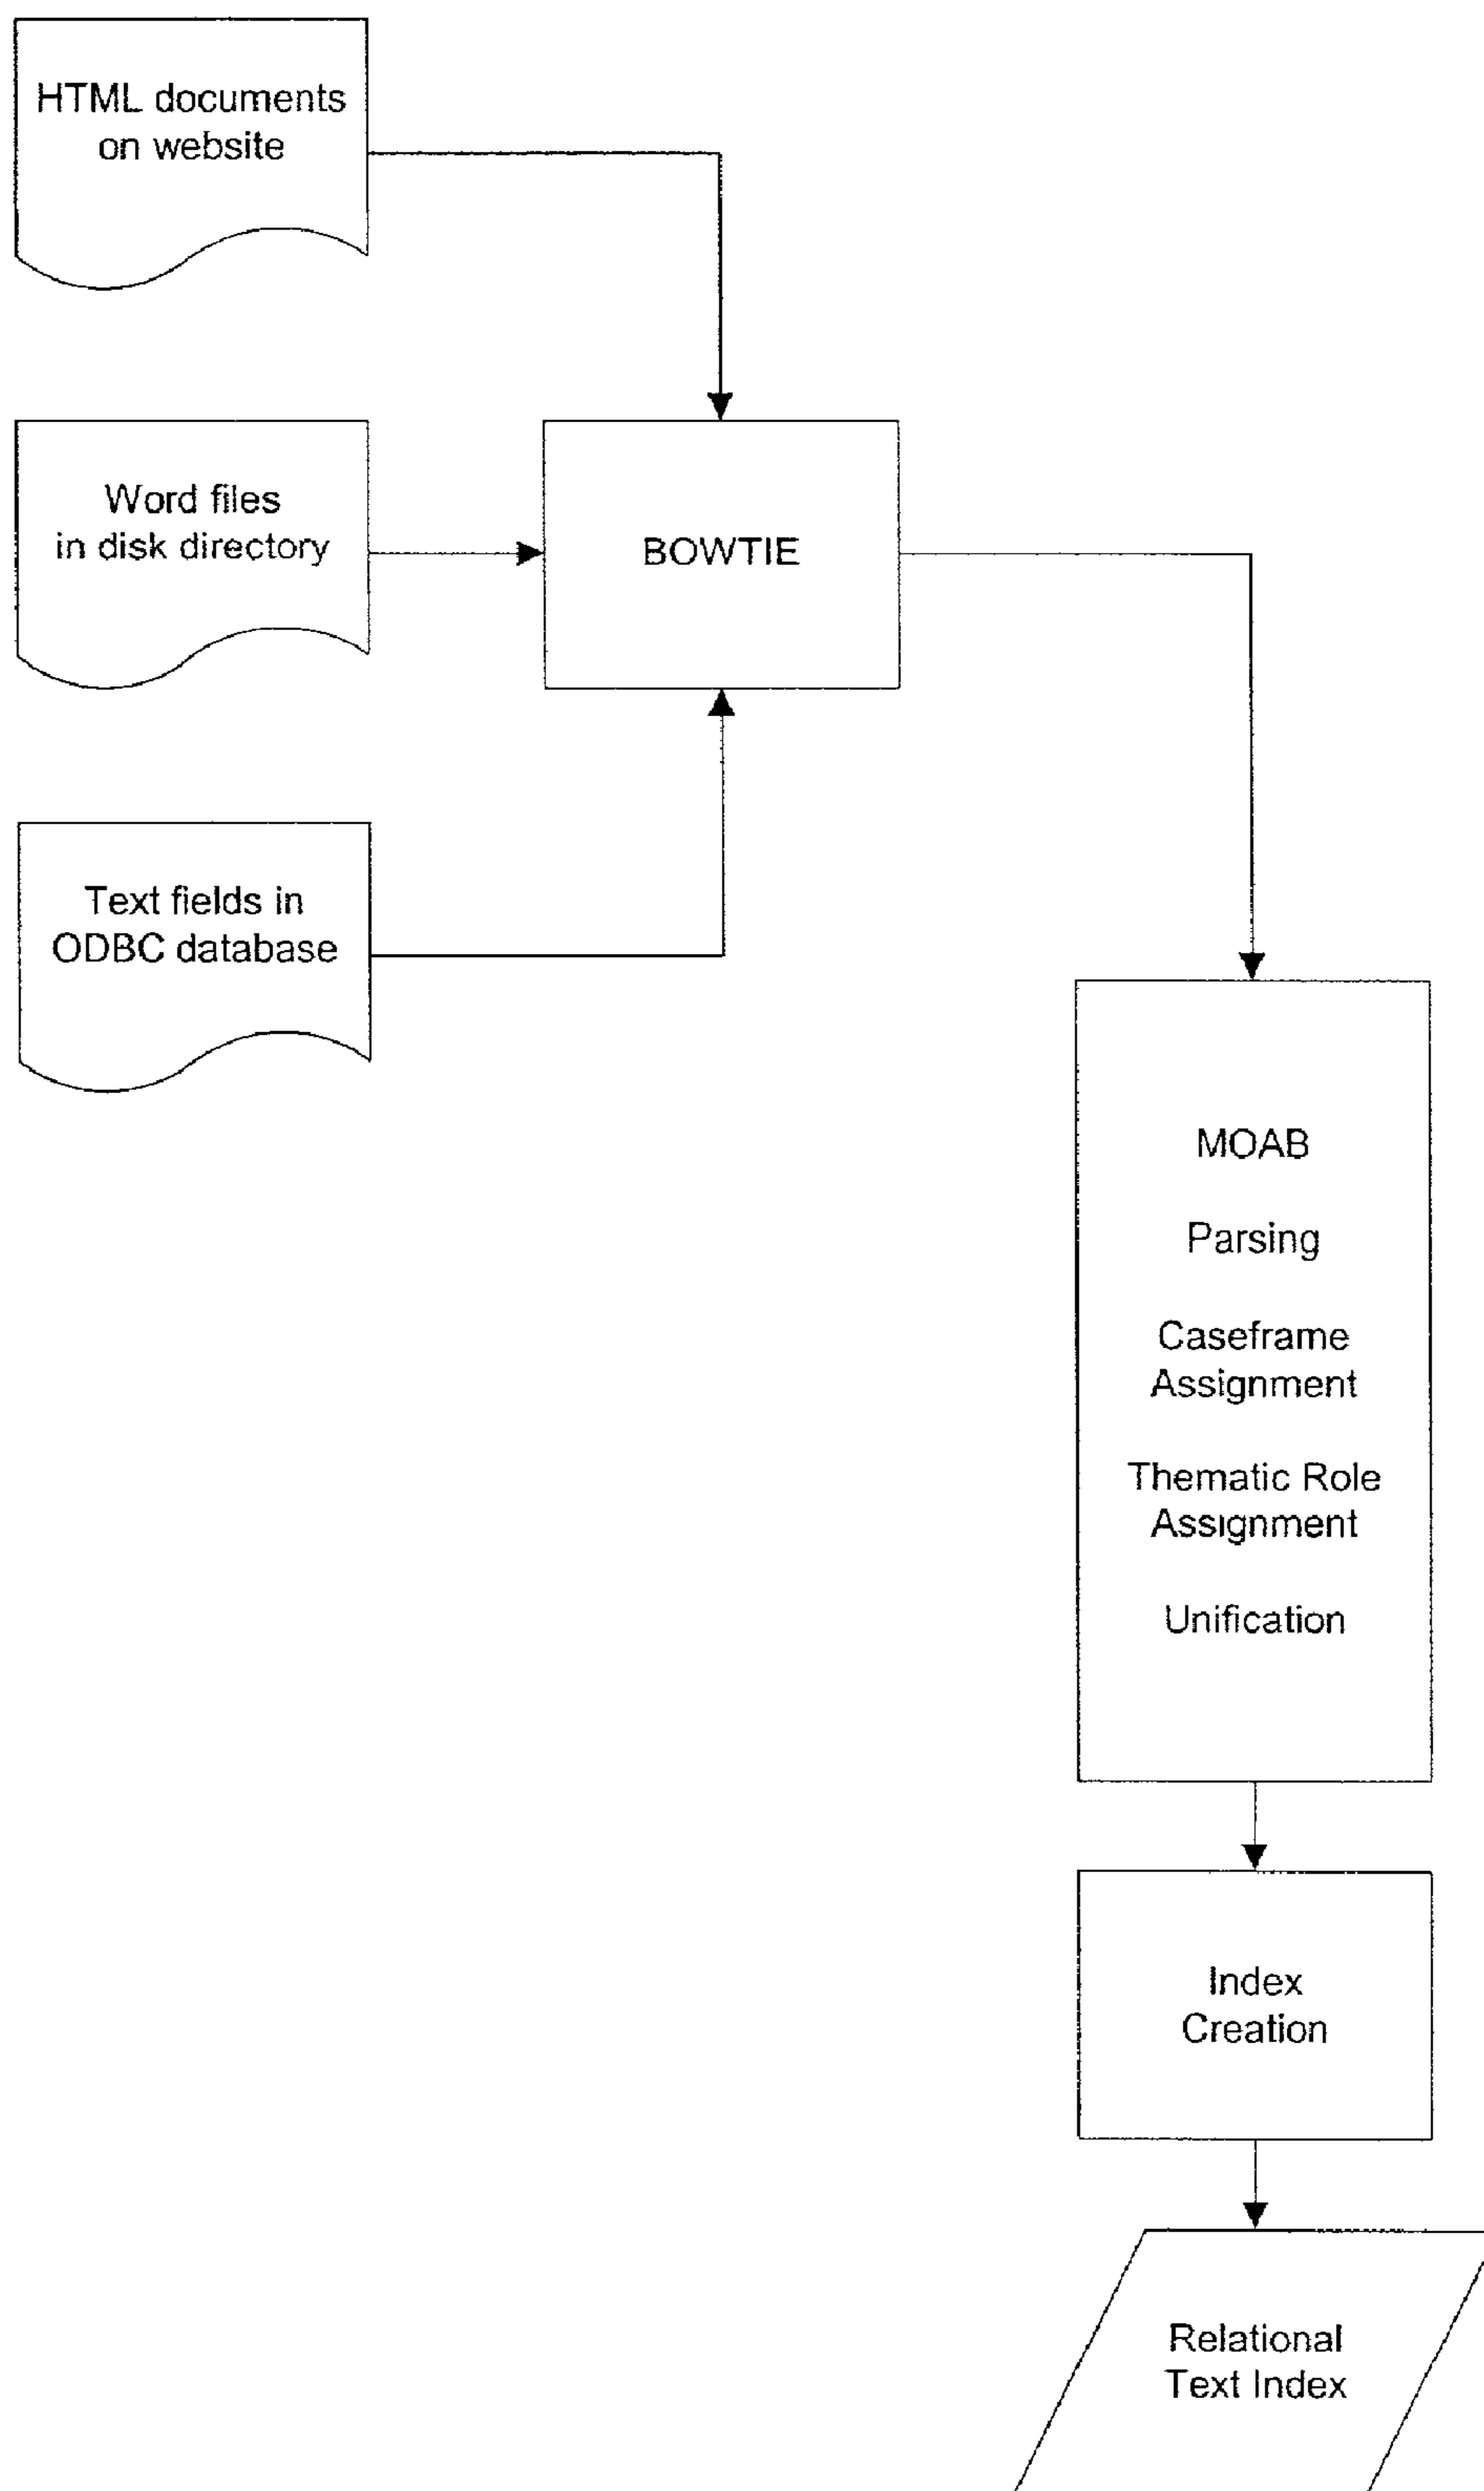 HTML documents
on website
Word files
in disk directory
BOWTIE
Text fields in
ODBC database
MOAB
Parsing
Caseframe
Assignment
Thematic Role
Assignment
Unification
Index
Creation
Relational
Text Index